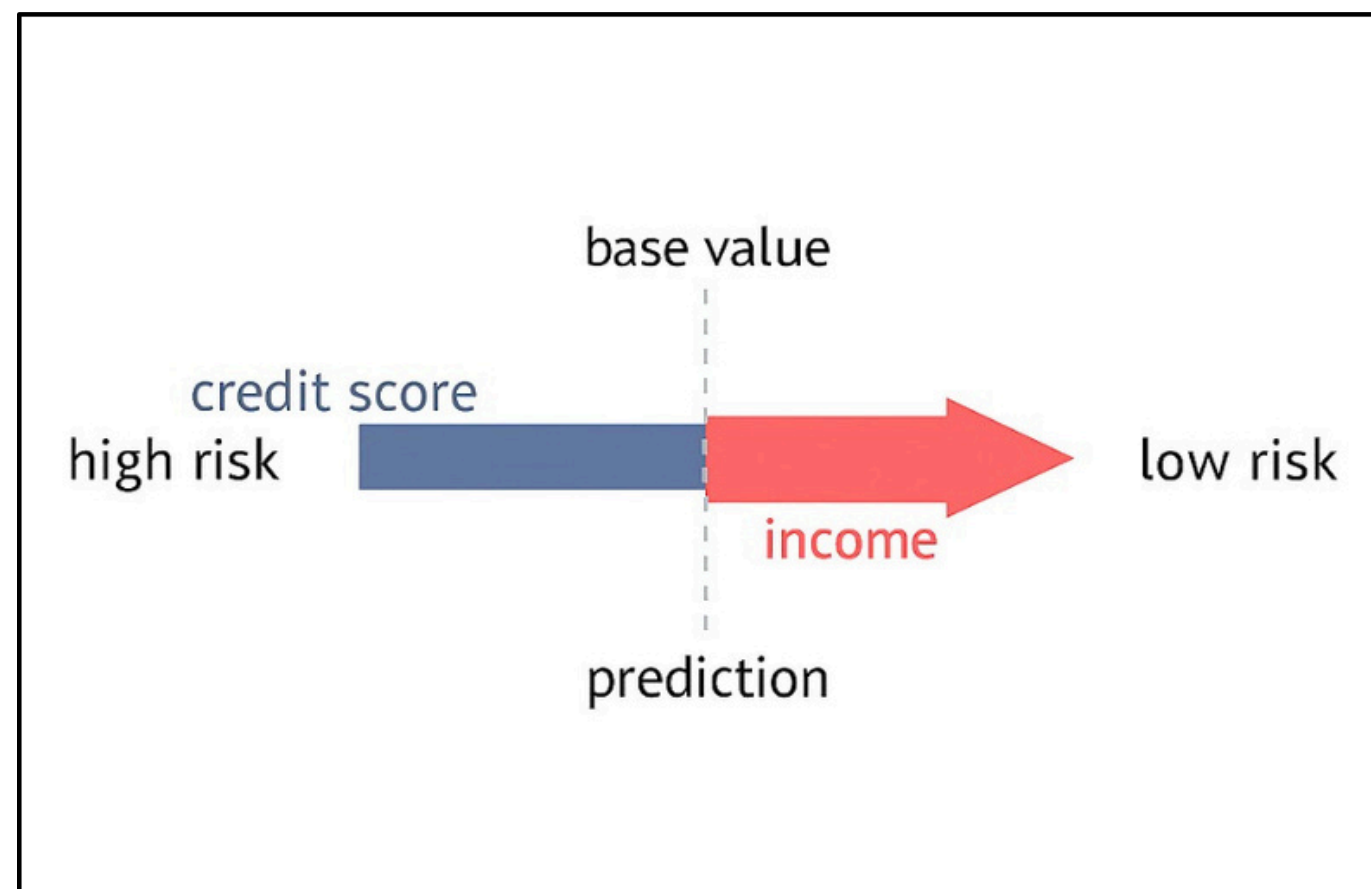 base value
credit score
high risk
low risk
income
prediction